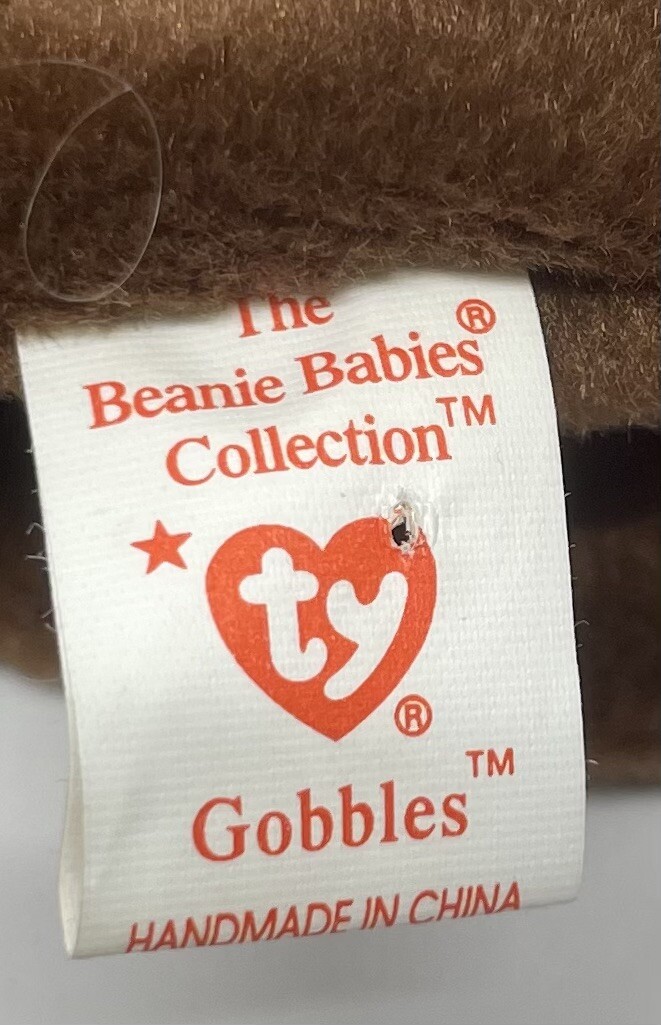 The
Beanie Babies®
Collection™
ty®
Gobbles™
HANDMADE IN CHINA